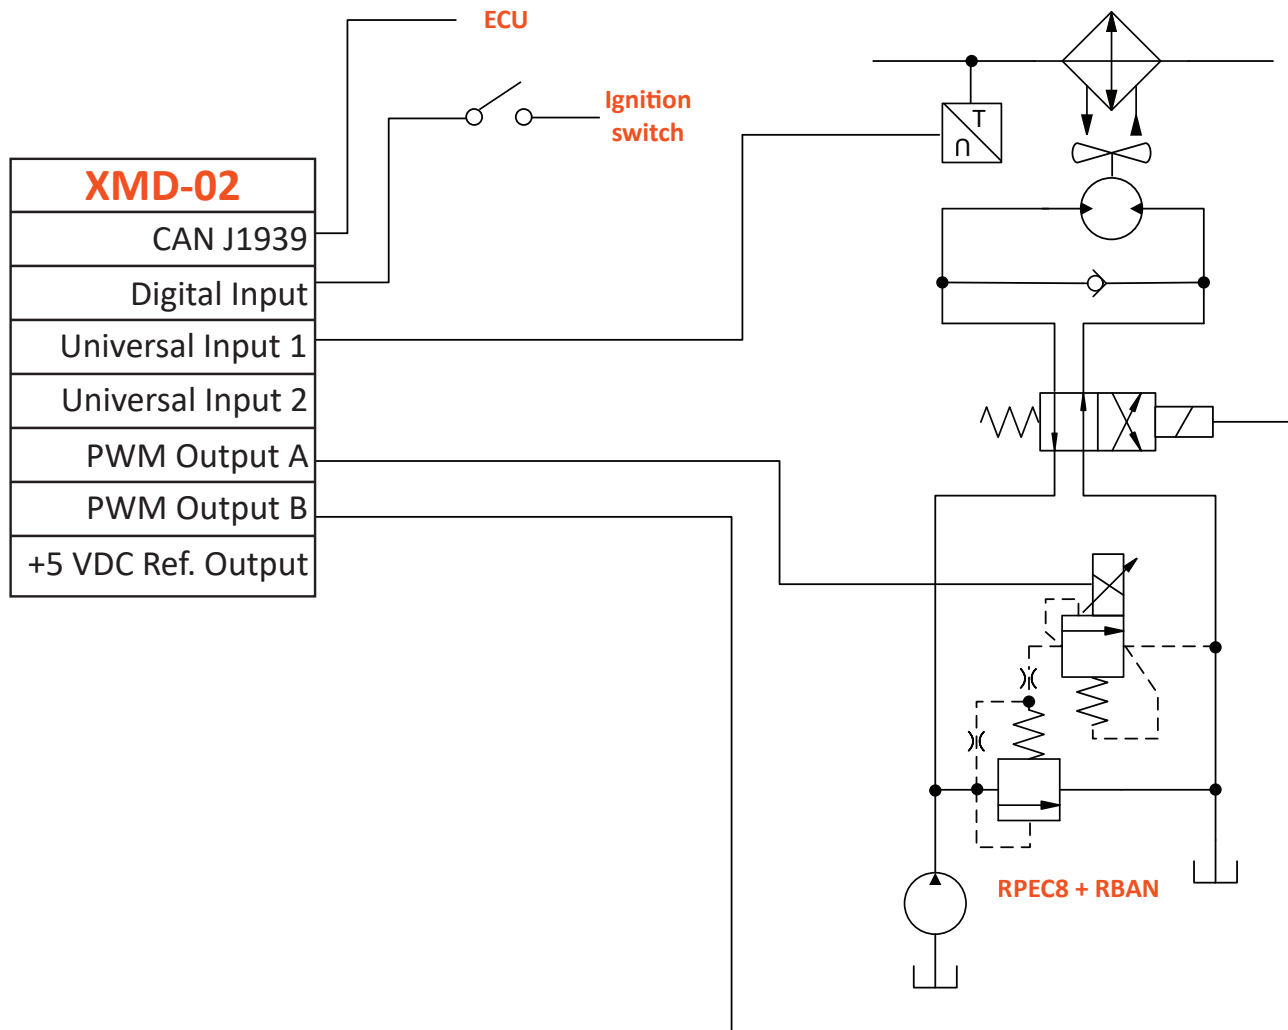 ECU
Ignition
switch
XMD-02
CAN J1939
Digital Input
Universal Input 1
Universal Input 2
PWM Output A
PWM Output B
+5 VDC Ref. Output
T
U
RPEC8 + RBAN